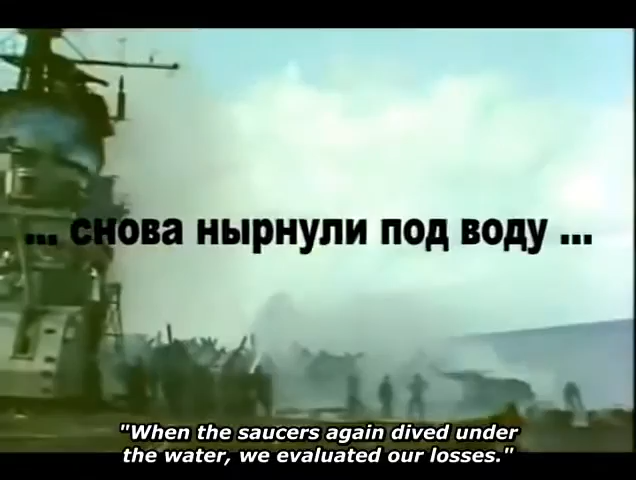 ... снова нырнули под воду ...
"When the saucers again dived under
the water, we evaluated our losses."